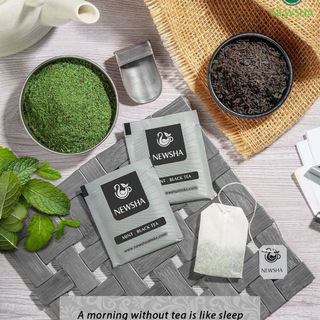 NEWSHA
MINT . BLACK TEA
NEWSHA
MINT . BLACK TEA
NEWSHA
A morning without tea is like sleep